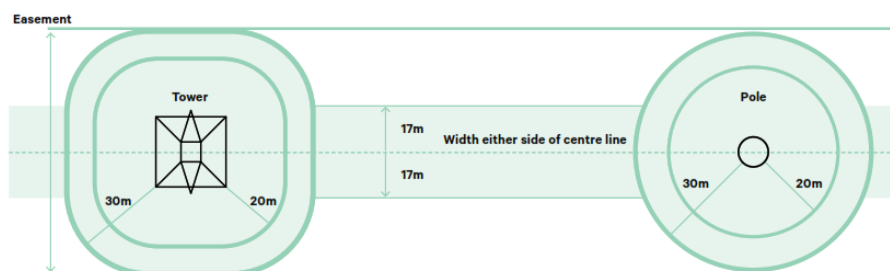 Easement
Tower
Pole
17m
Width either side of centre line
17m
30m
20m
30m
20m